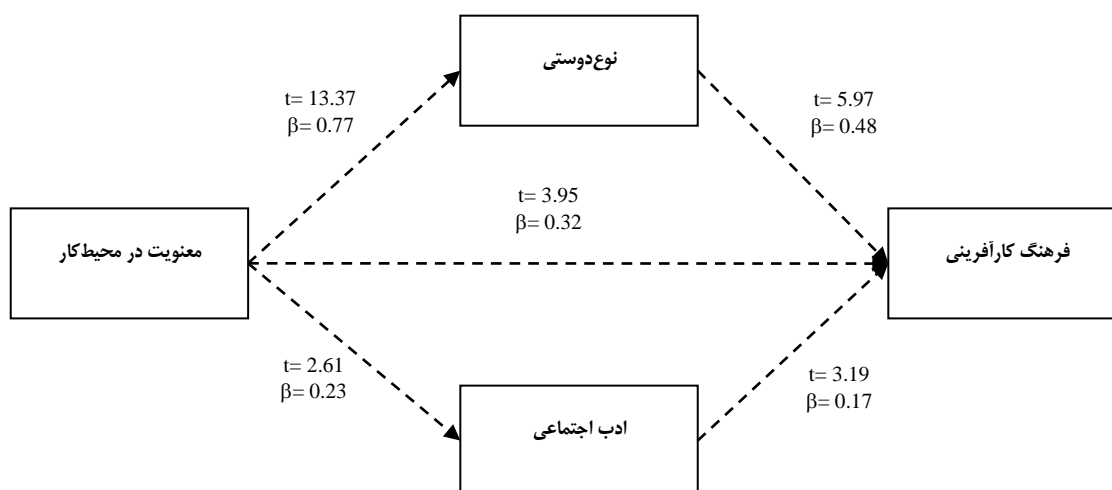 نوع‌دوستی
t= 13.37
β= 0.77
t= 5.97
β= 0.48
t= 3.95
β= 0.32
معنویت در محیط‌کار
فرهنگ کارآفرینی
t= 2.61
β= 0.23
t= 3.19
β= 0.17
ادب اجتماعی